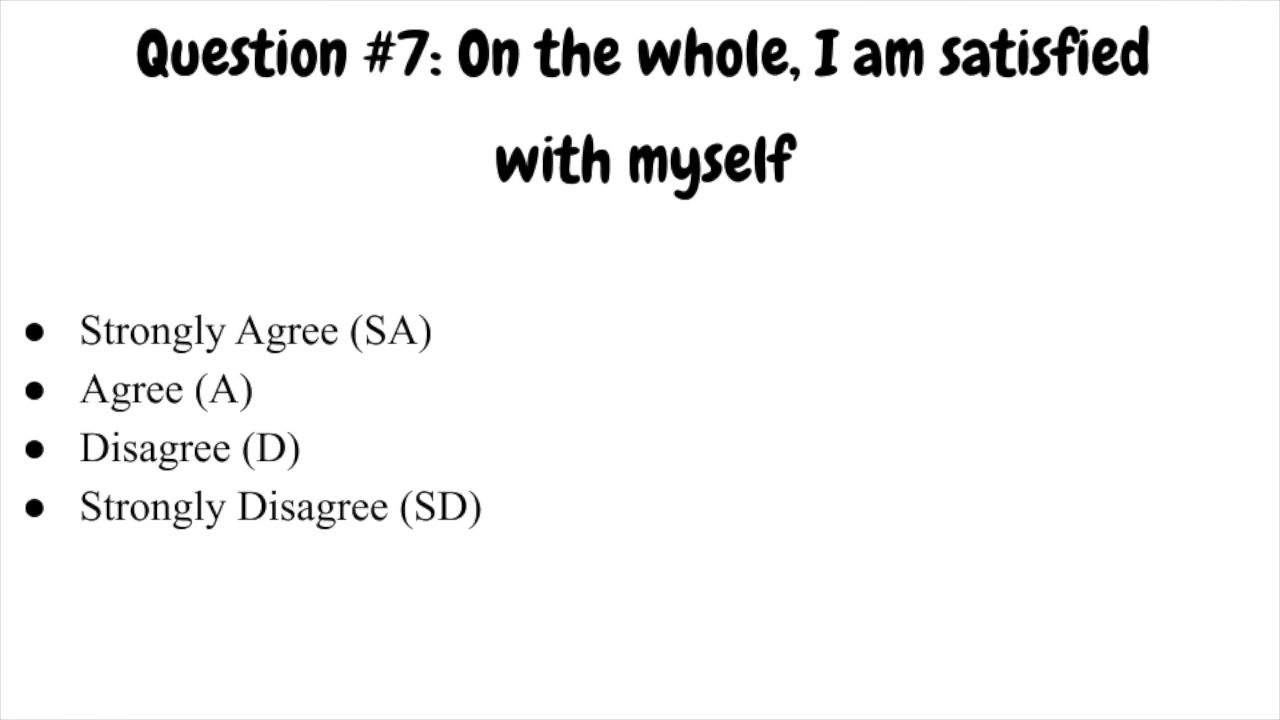 Question #7: On the whole, I am satisfied
with myself
● Strongly Agree (SA)
● Agree (A)
● Disagree (D)
● Strongly Disagree (SD)